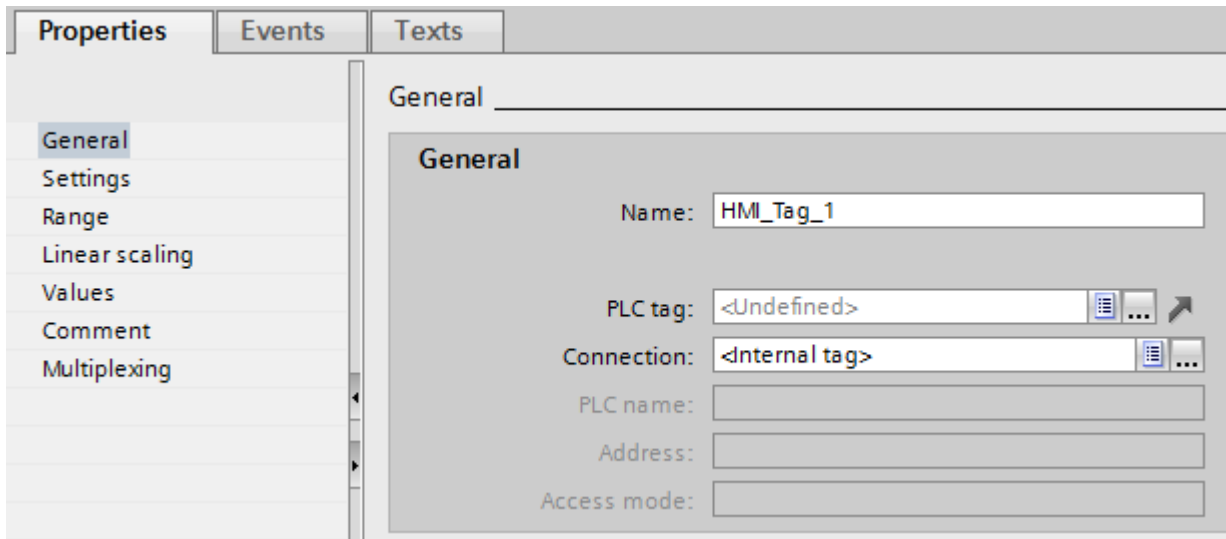 Properties Events Texts
General
General
Settings
Range
Linear scaling
Values
Comment
Multiplexing
General
Name: HMI_Tag_1
PLC tag: <Undefined> ...
Connection: <Internal tag> ...
PLC name:
Address:
Access mode: